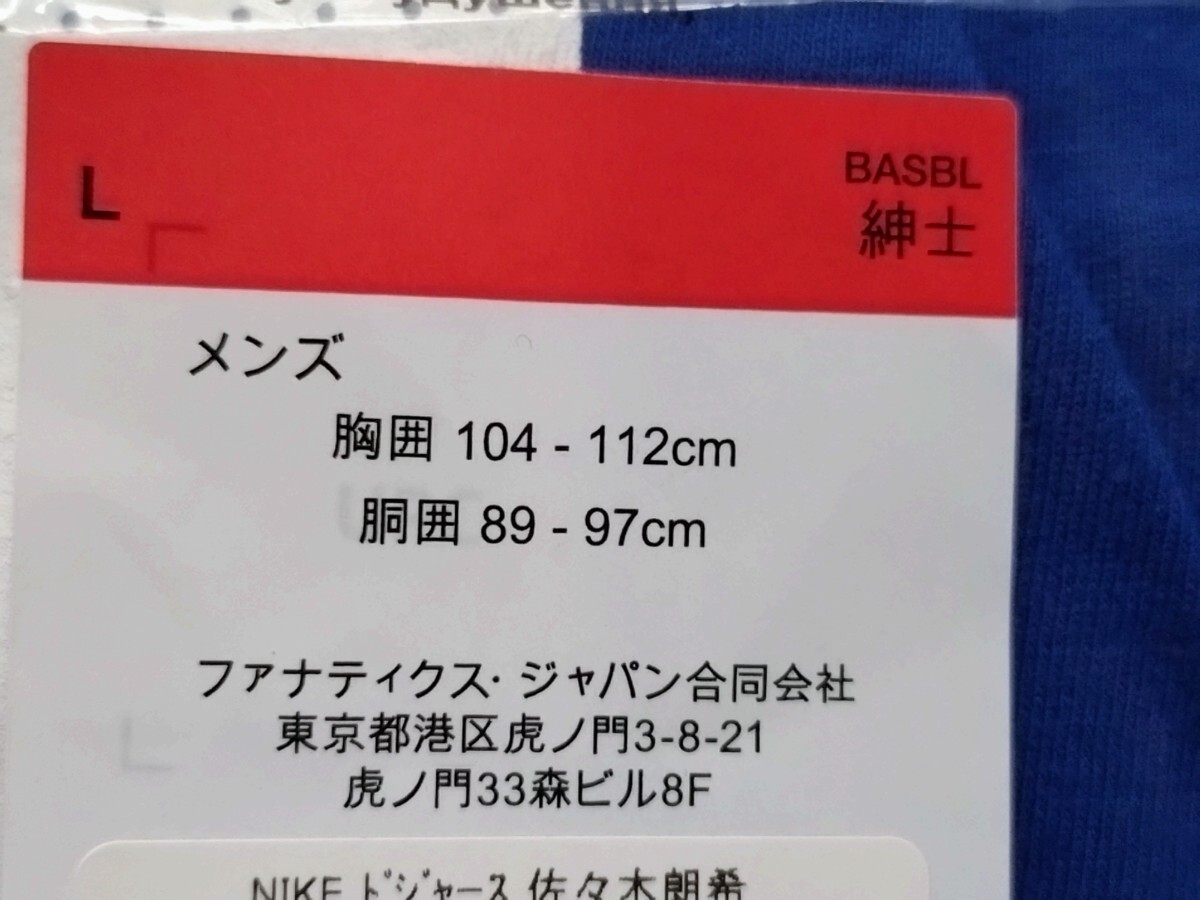 L
BASBL
紳士
メンズ
胸囲 104 - 112cm
胴囲 89 - 97cm
ファナティクス・ジャパン合同会社
東京都港区虎ノ門3-8-21
虎ノ門33森ビル8F
NIKE ﾄﾞｼﾞｬｰｽ 佐々木朗希